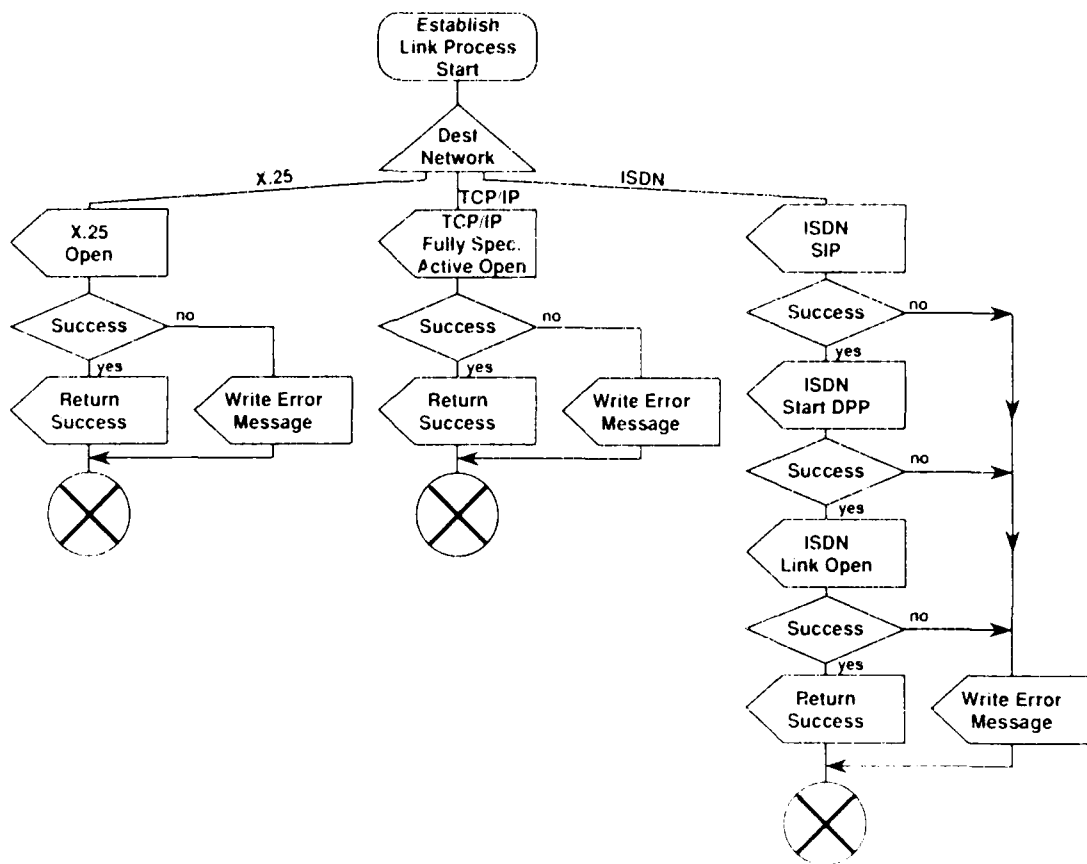 Establish
Link Process
Start
Dest
Network
X.25
TCP/IP
ISDN
X.25
Open
Success
no
yes
Return
Success
Write Error
Message
TCP/IP
Fully Spec.
Active Open
Success
no
yes
Return
Success
Write Error
Message
ISDN
SIP
Success
no
yes
ISDN
Start DPP
Success
no
yes
ISDN
Link Open
Success
no
yes
Return
Success
Write Error
Message